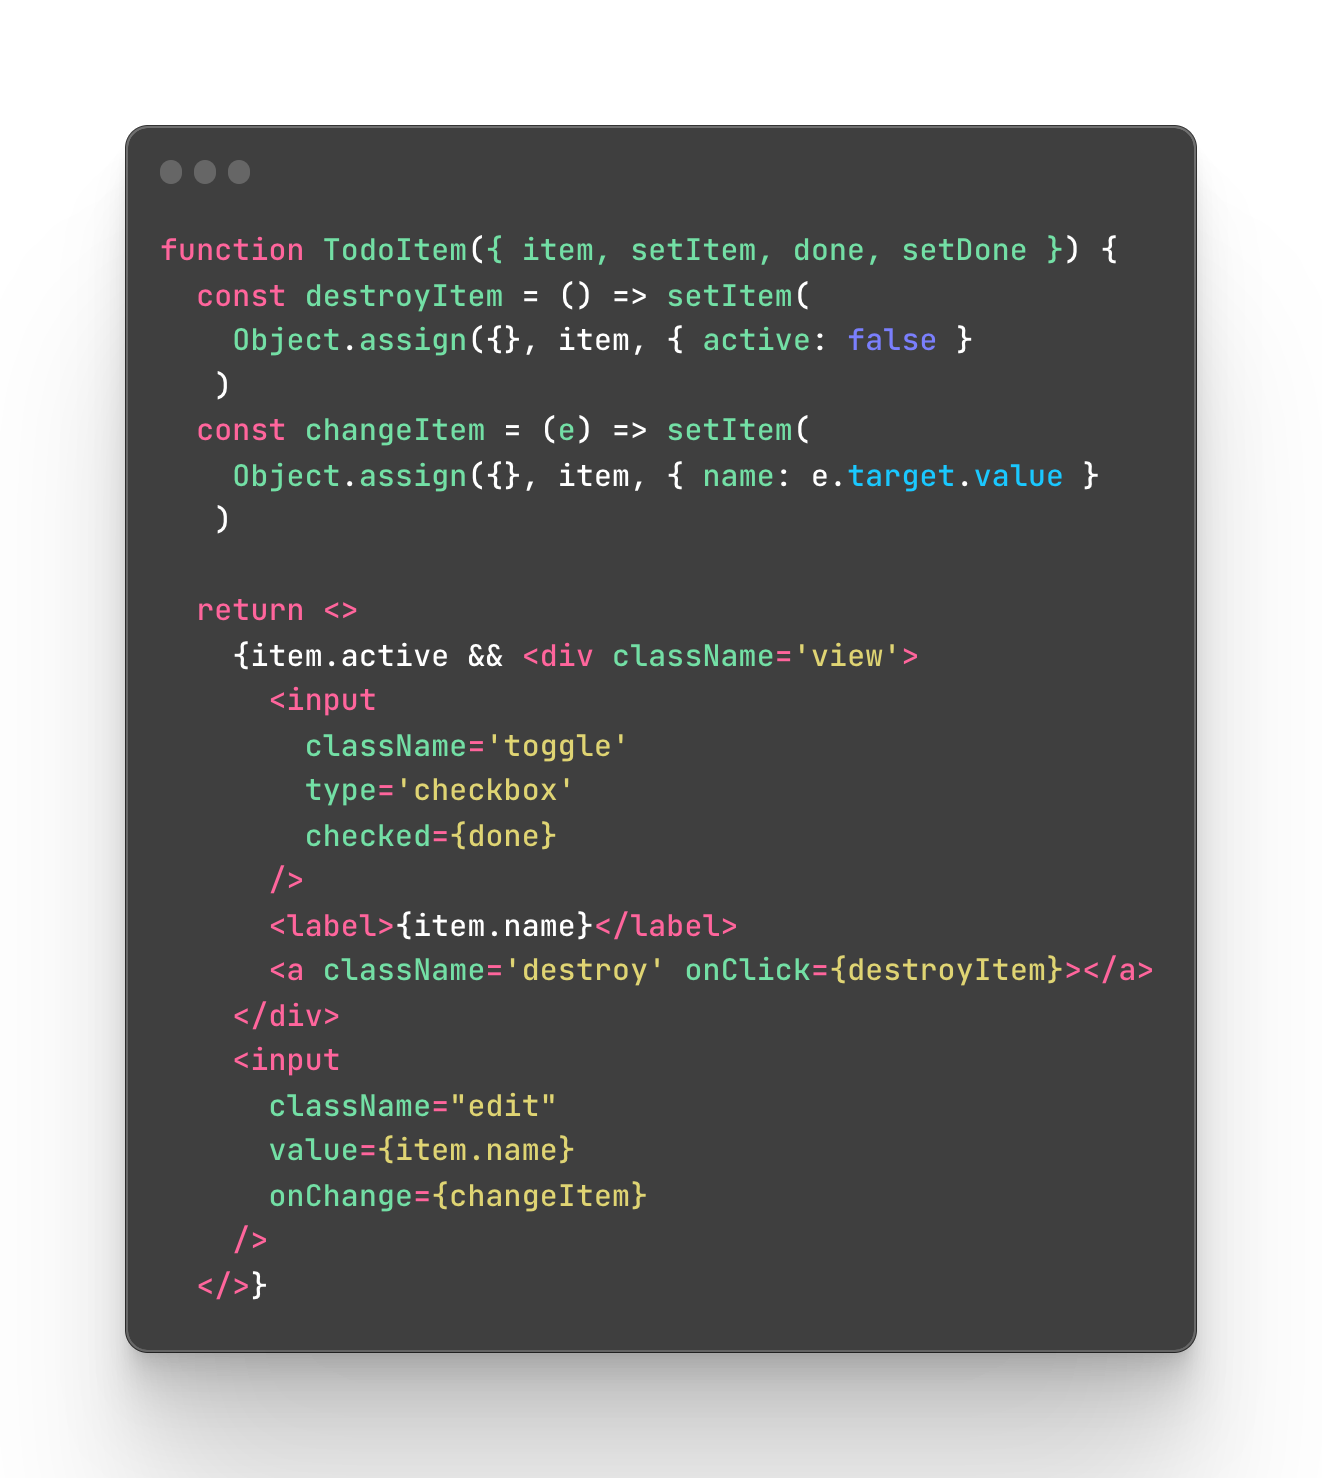 function TodoItem({ item, setItem, done, setDone }) {
  const destroyItem = () => setItem(
    Object.assign({}, item, { active: false }
   )
  const changeItem = (e) => setItem(
    Object.assign({}, item, { name: e.target.value }
   )

  return <>
    {item.active && <div className='view'>
      <input
        className='toggle'
        type='checkbox'
        checked={done}
      />
      <label>{item.name}</label>
      <a className='destroy' onClick={destroyItem}></a>
    </div>
    <input
      className="edit"
      value={item.name}
      onChange={changeItem}
    />
  </>}